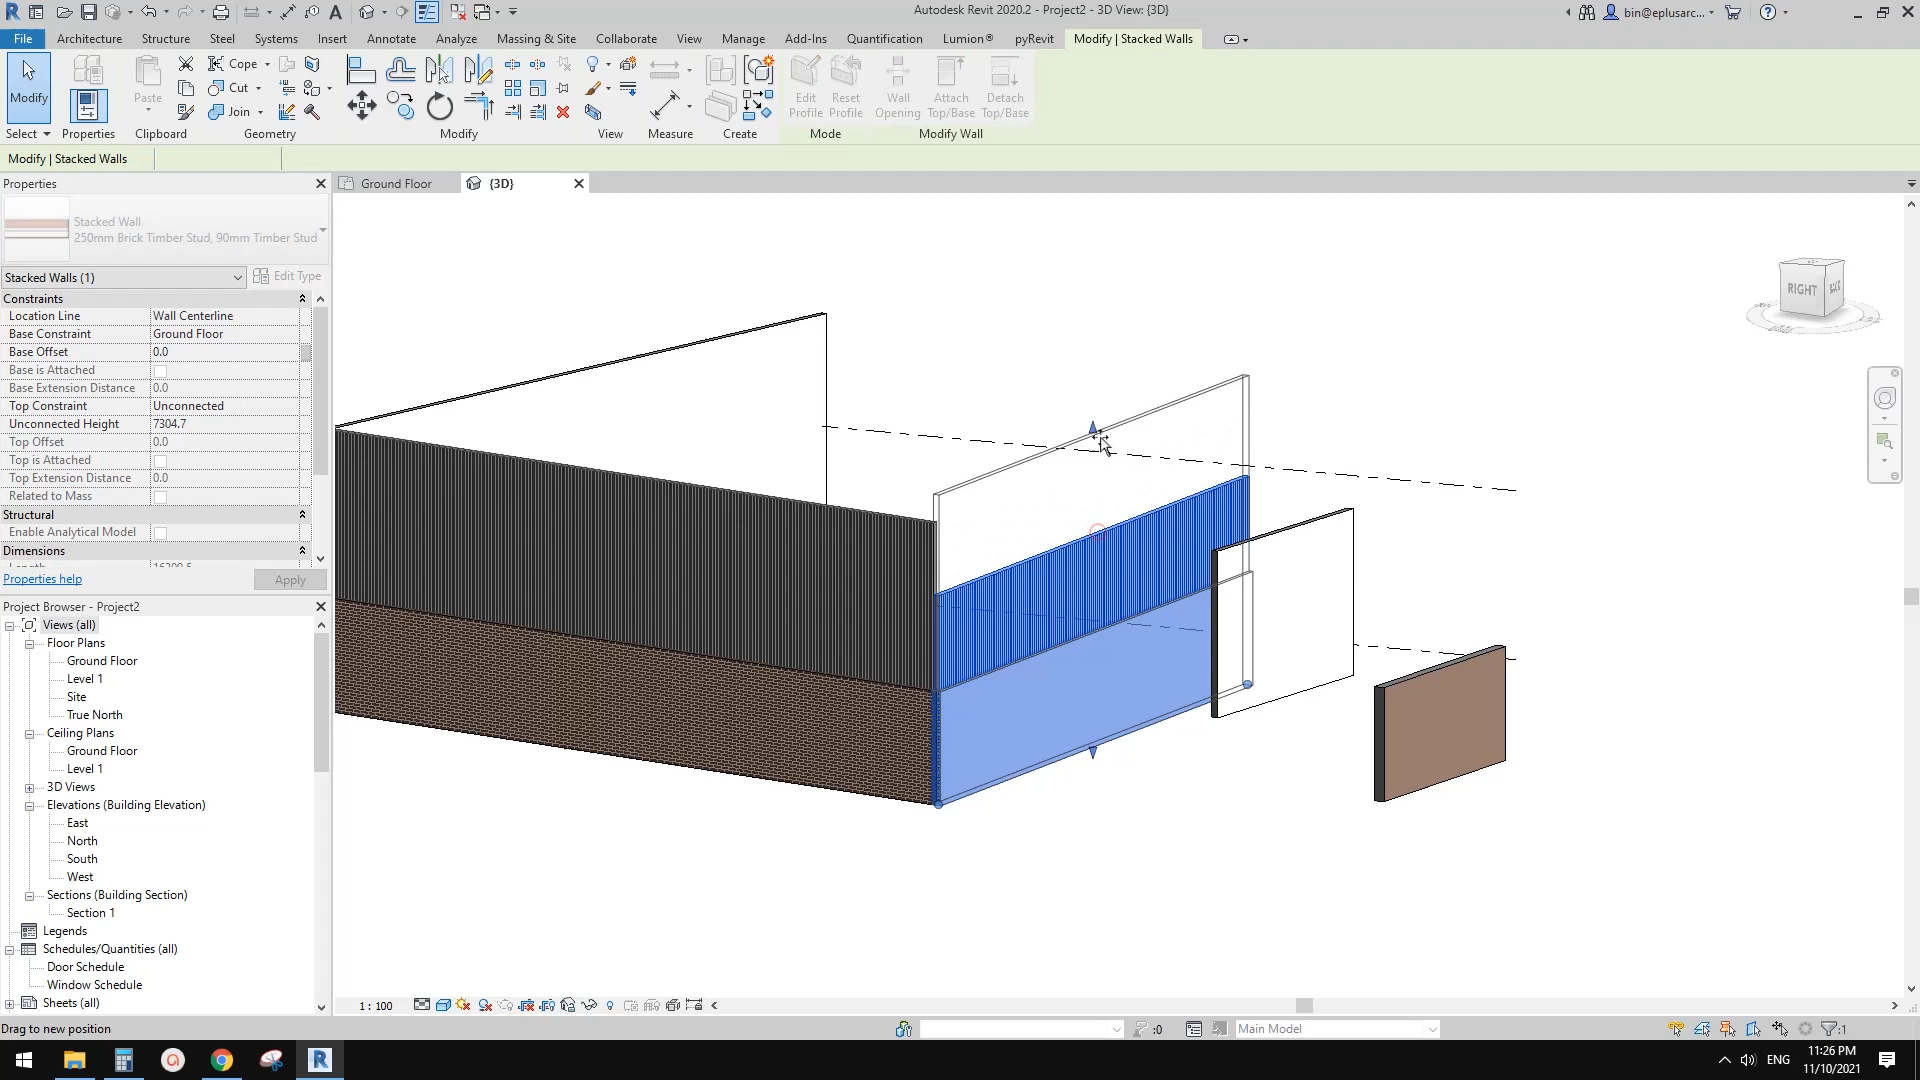 Autodesk Revit 2020.2 - Project2 - 3D View: {3D}
bin@eplusarc...
File Architecture Structure Steel Systems Insert Annotate Analyze Massing & Site Collaborate View Manage Add-Ins Quantification Lumion® pyRevit Modify | Stacked Walls
Modify
Select
Properties
Paste
Clipboard
Cope
Cut
Join
Geometry
Modify
View
Measure
Create
Edit Profile
Reset Profile
Mode
Wall Opening
Attach Top/Base
Detach Top/Base
Modify Wall
Modify | Stacked Walls
Properties
Ground Floor
{3D}
Stacked Wall
250mm Brick Timber Stud, 90mm Timber Stud
Stacked Walls (1)
Edit Type
Constraints
Location Line Wall Centerline
Base Constraint Ground Floor
Base Offset 0.0
Base is Attached
Base Extension Distance 0.0
Top Constraint Unconnected
Unconnected Height 7304.7
Top Offset 0.0
Top is Attached
Top Extension Distance 0.0
Related to Mass
Structural
Enable Analytical Model
Dimensions
Properties help
Apply
Project Browser - Project2
Views (all)
Floor Plans
Ground Floor
Level 1
Site
True North
Ceiling Plans
Ground Floor
Level 1
3D Views
Elevations (Building Elevation)
East
North
South
West
Sections (Building Section)
Section 1
Legends
Schedules/Quantities (all)
Door Schedule
Window Schedule
Sheets (all)
RIGHT
1 : 100
Drag to new position
:0
Main Model
:1
ENG
11:26 PM
11/10/2021